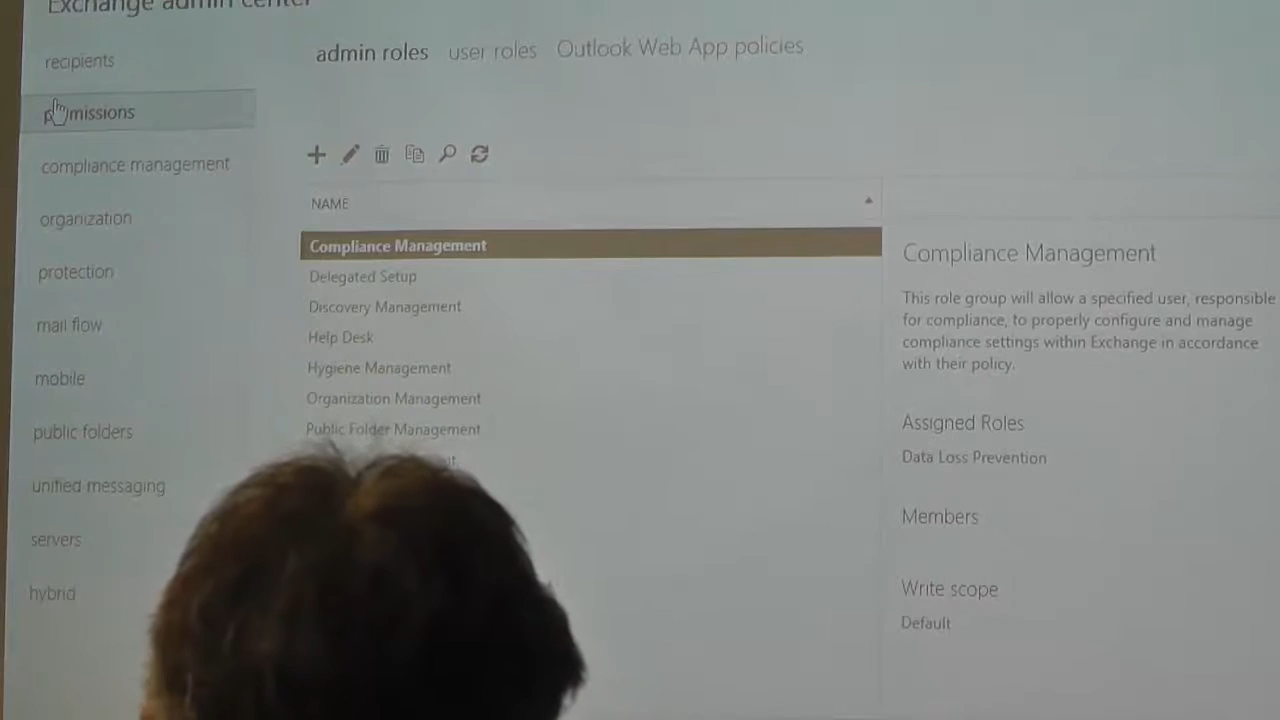 Exchange admin center
recipients
permissions
compliance management
organization
protection
mail flow
mobile
public folders
unified messaging
servers
hybrid
admin roles user roles Outlook Web App policies
NAME
Compliance Management
Delegated Setup
Discovery Management
Help Desk
Hygiene Management
Organization Management
Public Folder Management
Compliance Management
This role group will allow a specified user, responsible
for compliance, to properly configure and manage
compliance settings within Exchange in accordance
with their policy.
Assigned Roles
Data Loss Prevention
Members
Write scope
Default